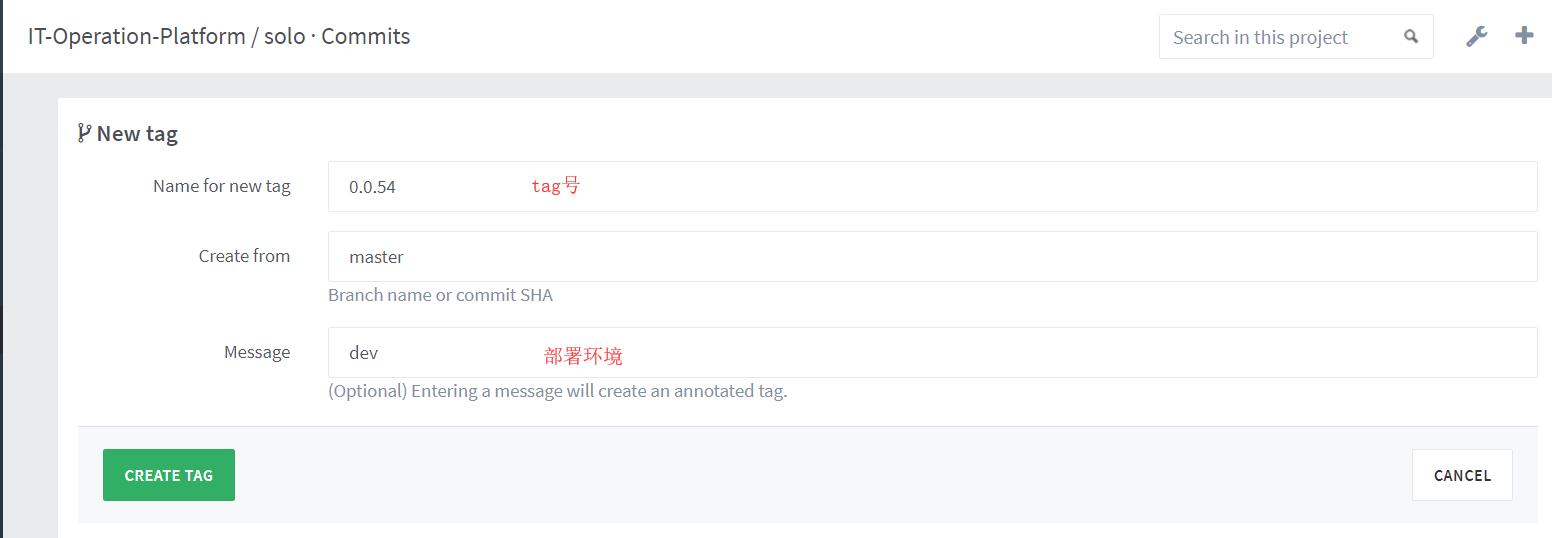 IT-Operation-Platform / solo · Commits
Search in this project
New tag
Name for new tag
0.0.54
tag号
Create from
master
Branch name or commit SHA
Message
dev
部署环境
(Optional) Entering a message will create an annotated tag.
CREATE TAG
CANCEL